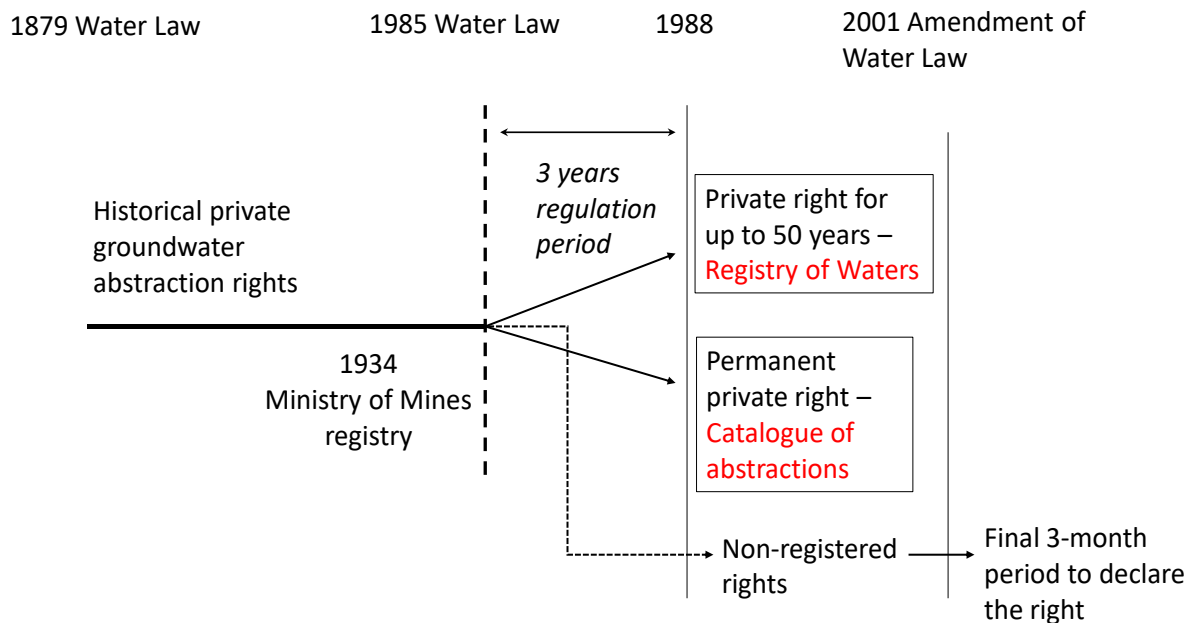 1879 Water Law
1985 Water Law
1988
2001 Amendment of
Water Law
3 years
regulation
period
Historical private
groundwater
abstraction rights
Private right for
up to 50 years –
Registry of Waters
1934
Ministry of Mines
registry
Permanent
private right –
Catalogue of
abstractions
Non-registered
rights
Final 3-month
period to declare
the right